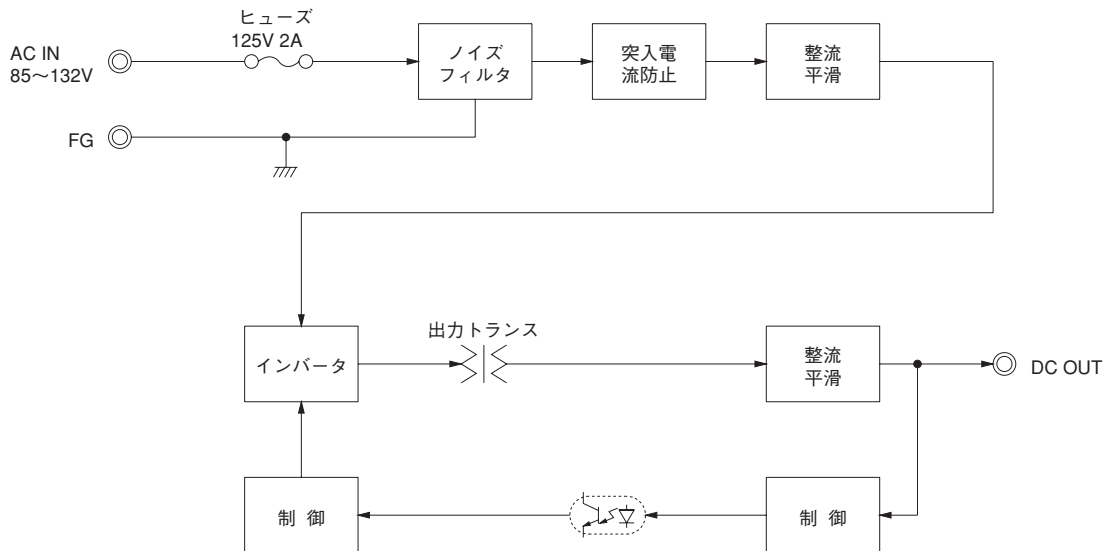 ヒューズ
125V 2A
AC IN
85～132V
ノイズ
フィルタ
突入電
流防止
整流
平滑
FG
インバータ
出力トランス
整流
平滑
DC OUT
制 御
制 御